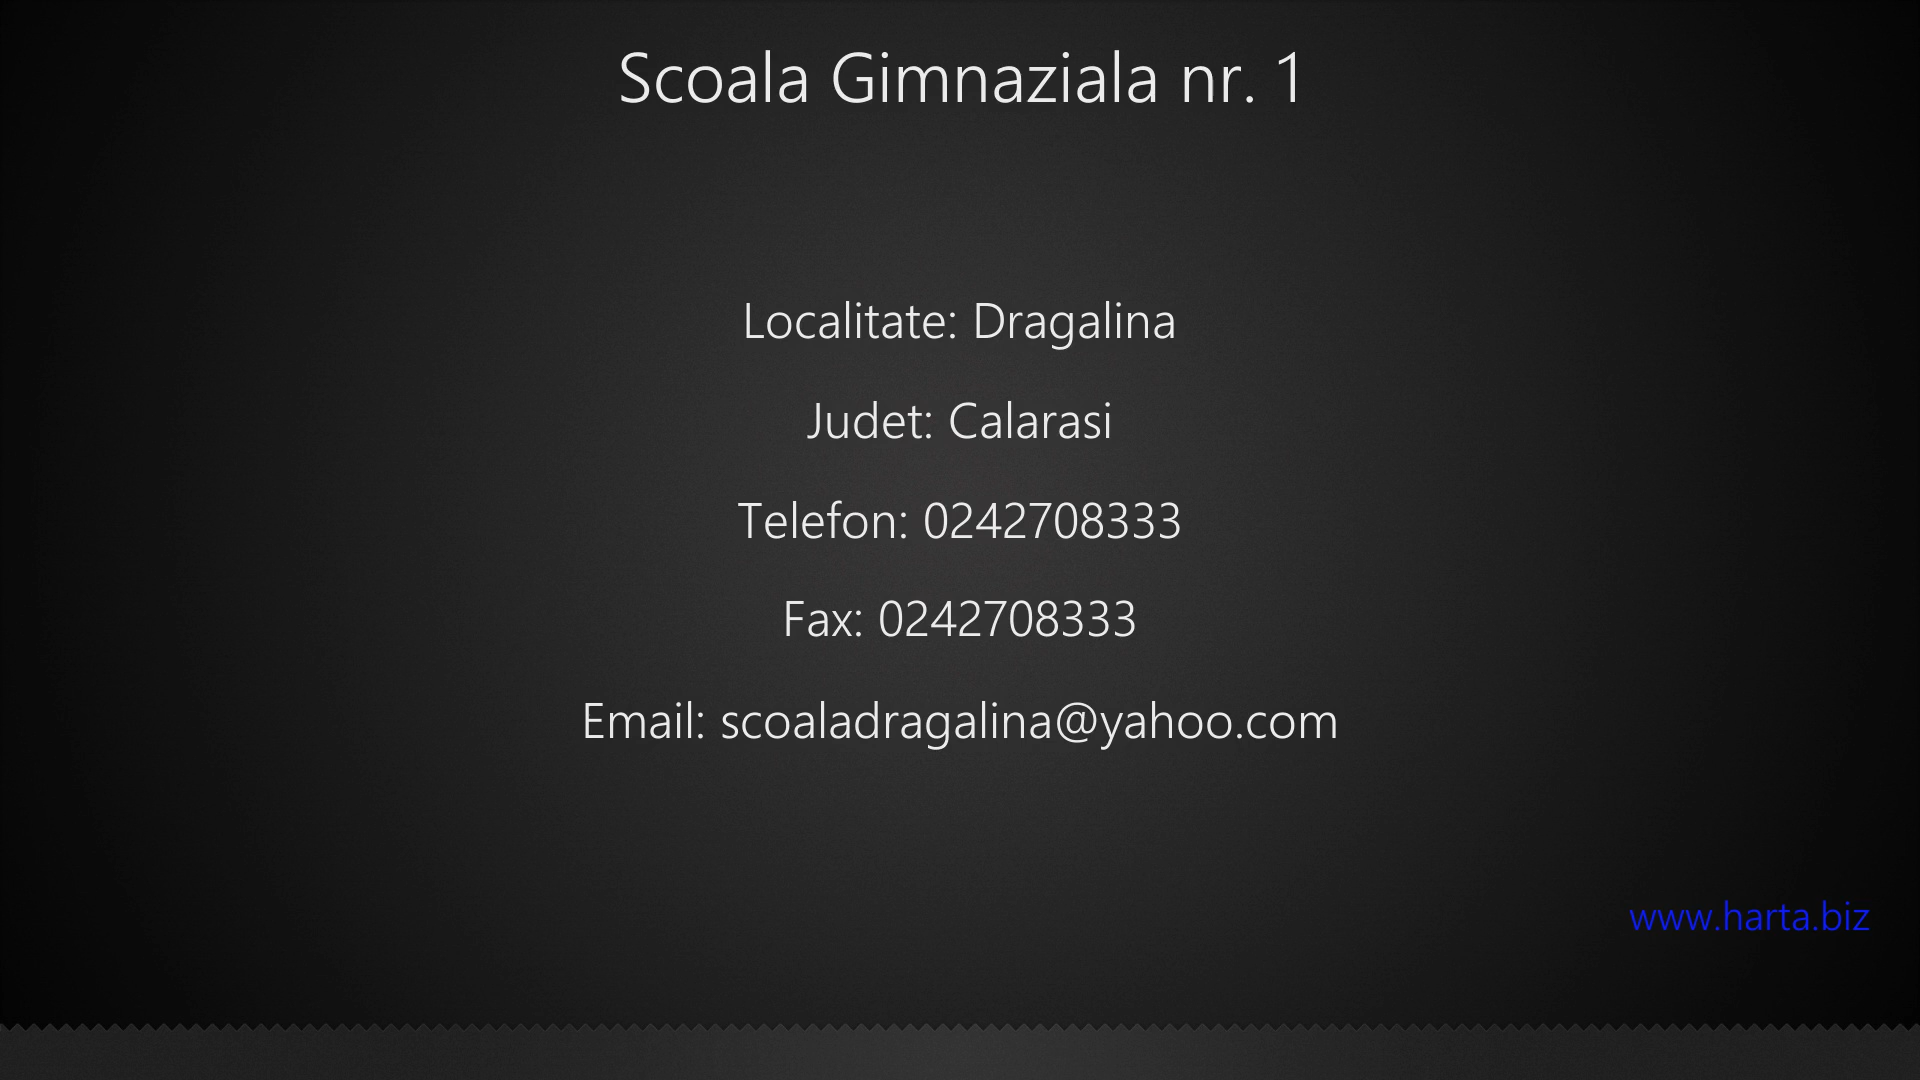 Scoala Gimnaziala nr. 1
Localitate: Dragalina
Judet: Calarasi
Telefon: 0242708333
Fax: 0242708333
Email: scoaladragalina@yahoo.com
www.harta.biz